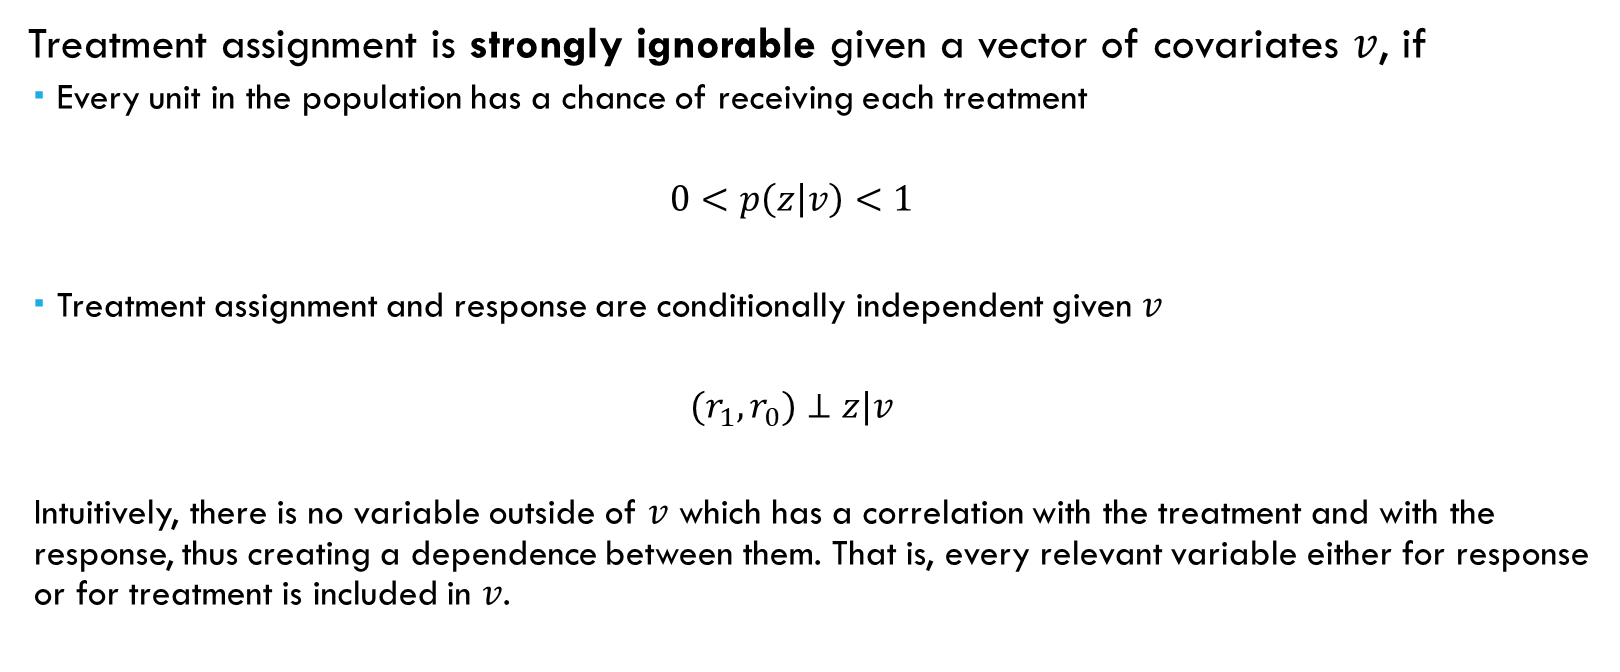 Treatment assignment is strongly ignorable given a vector of covariates 𝑣, if
▪ Every unit in the population has a chance of receiving each treatment
0 < 𝑝(𝑧|𝑣) < 1
▪ Treatment assignment and response are conditionally independent given 𝑣
(𝑟₁, 𝑟₀) ⊥ 𝑧|𝑣
Intuitively, there is no variable outside of 𝑣 which has a correlation with the treatment and with the
response, thus creating a dependence between them. That is, every relevant variable either for response
or for treatment is included in 𝑣.